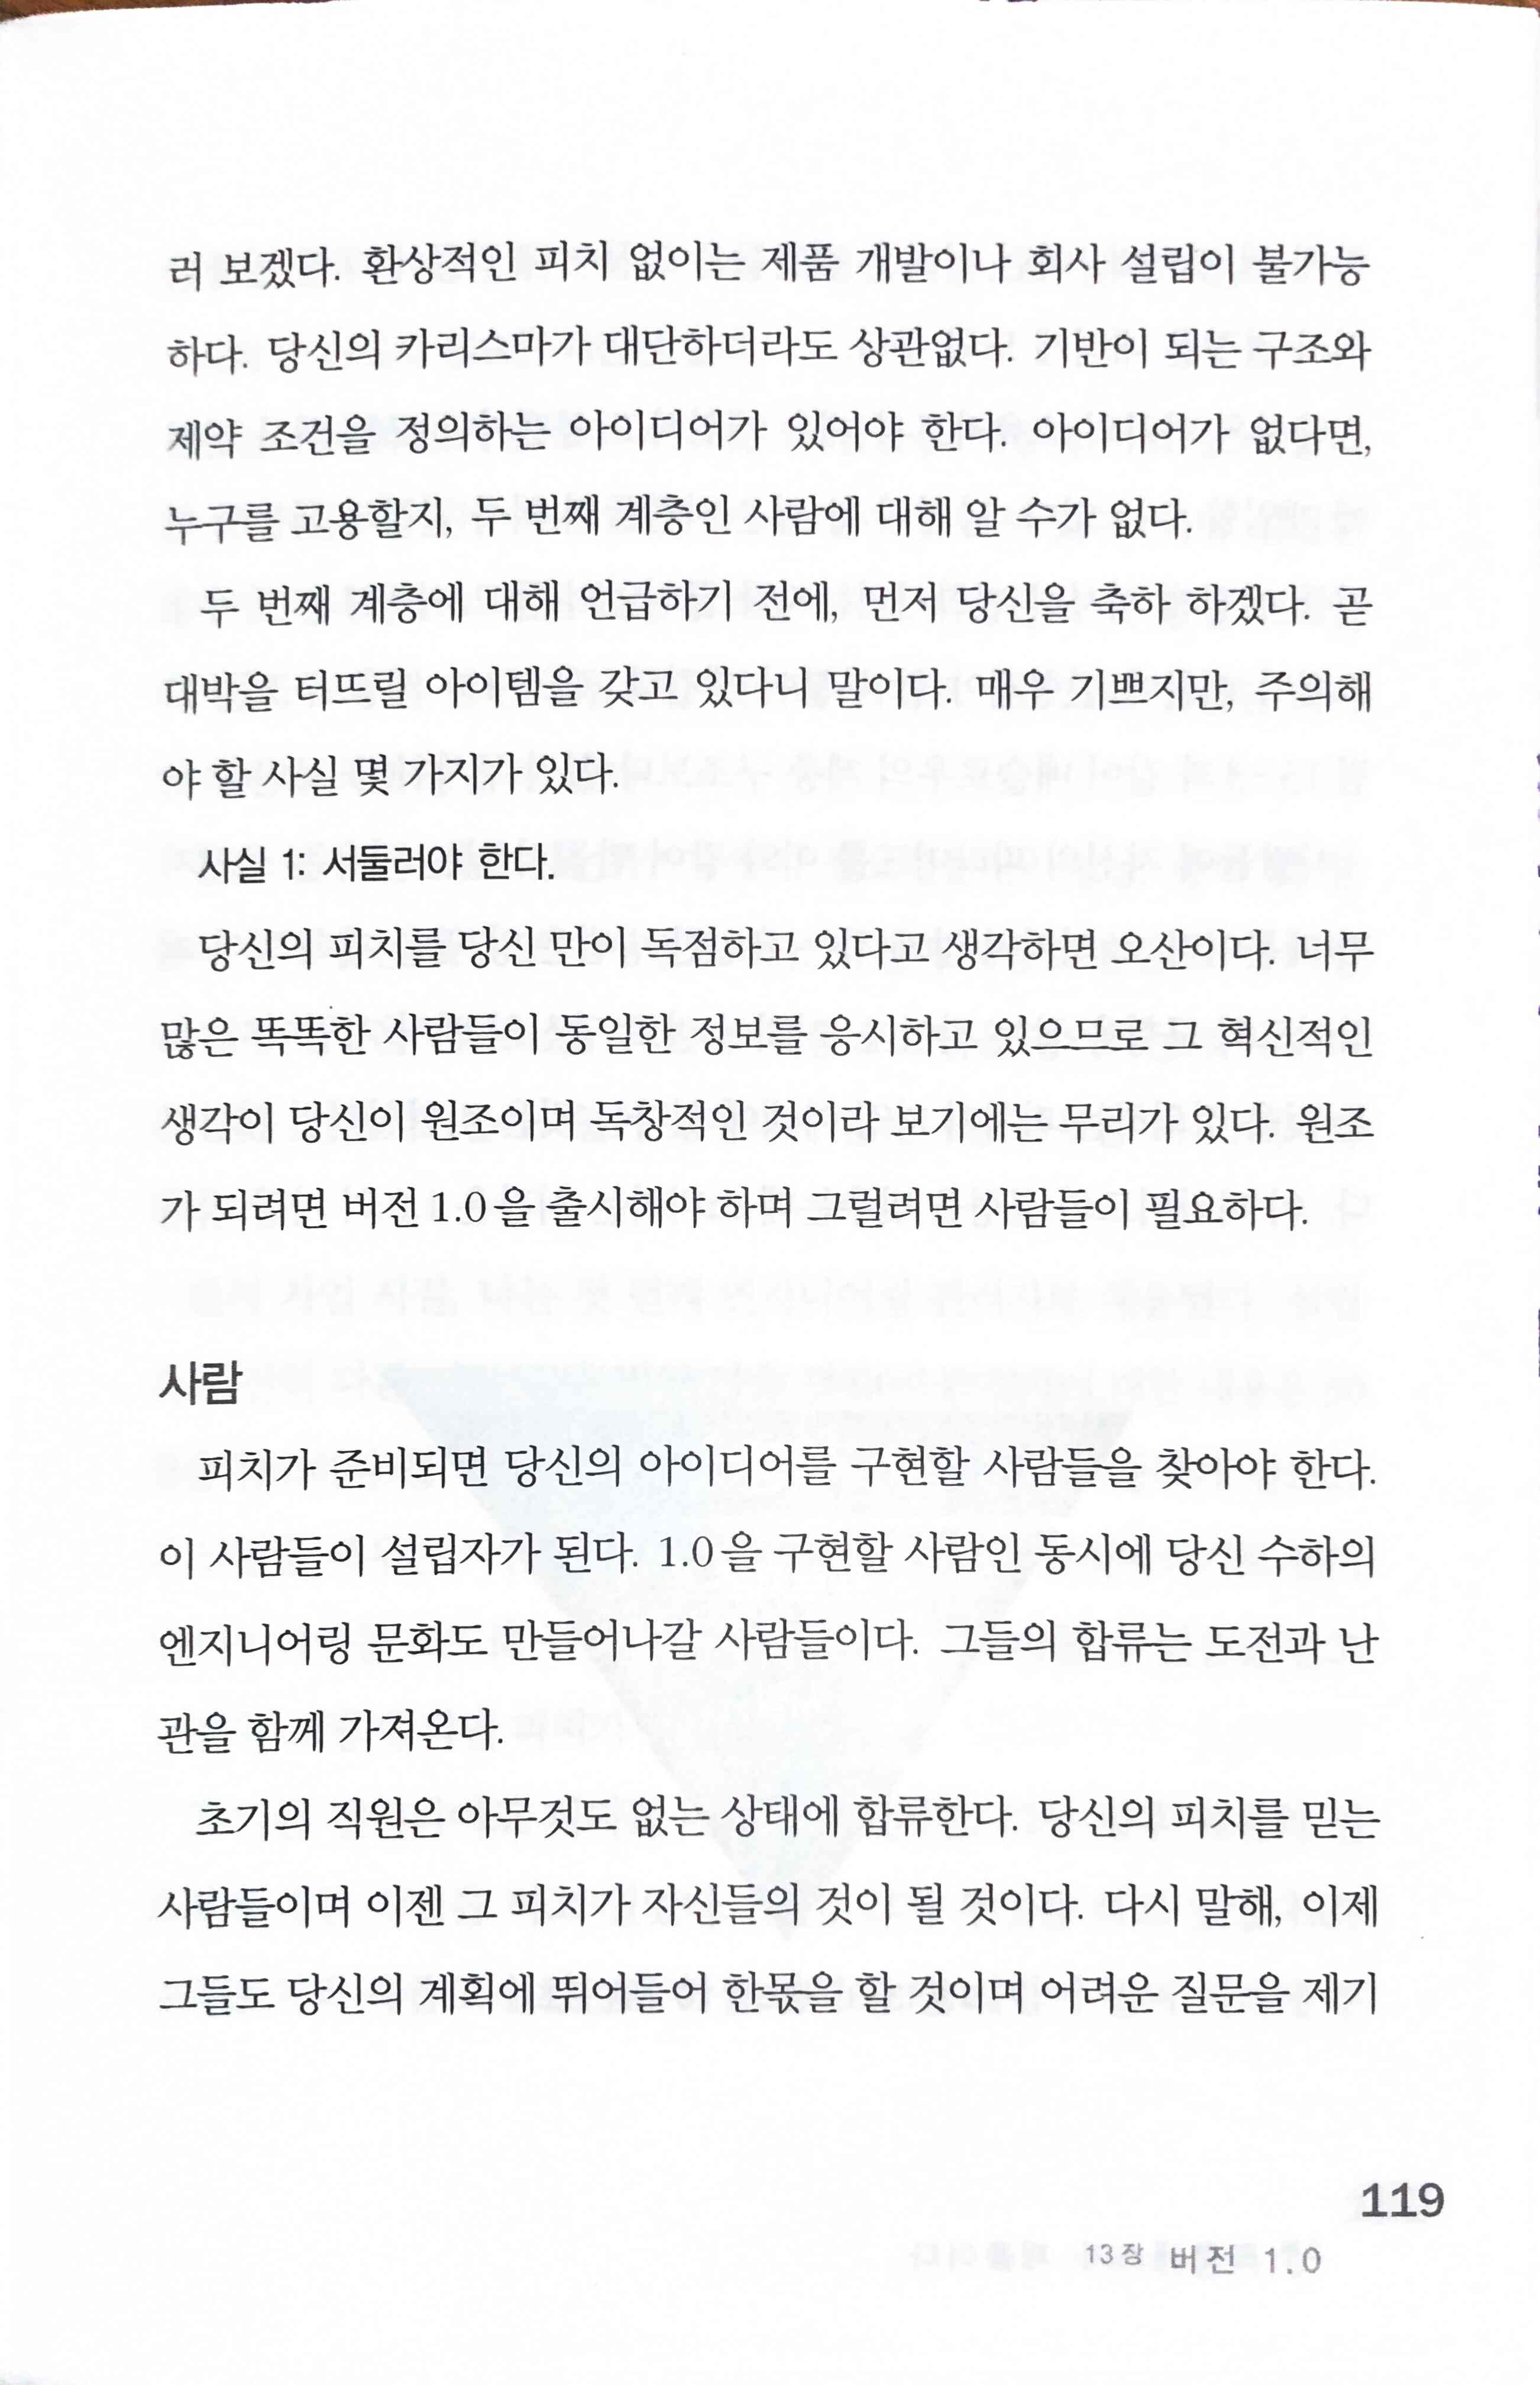 러 보겠다. 환상적인 피치 없이는 제품 개발이나 회사 설립이 불가능
하다. 당신의 카리스마가 대단하더라도 상관없다. 기반이 되는 구조와
제약 조건을 정의하는 아이디어가 있어야 한다. 아이디어가 없다면,
누구를 고용할지, 두 번째 계층인 사람에 대해 알 수가 없다.
두 번째 계층에 대해 언급하기 전에, 먼저 당신을 축하 하겠다. 곧
대박을 터뜨릴 아이템을 갖고 있다니 말이다. 매우 기쁘지만, 주의해
야 할 사실 몇 가지가 있다.
사실 1: 서둘러야 한다.
당신의 피치를 당신 만이 독점하고 있다고 생각하면 오산이다. 너무
많은 똑똑한 사람들이 동일한 정보를 응시하고 있으므로 그 혁신적인
생각이 당신이 원조이며 독창적인 것이라 보기에는 무리가 있다. 원조
가 되려면 버전 1.0을 출시해야 하며 그럴려면 사람들이 필요하다.
사람
피치가 준비되면 당신의 아이디어를 구현할 사람들을 찾아야 한다.
이 사람들이 설립자가 된다. 1.0을 구현할 사람인 동시에 당신 수하의
엔지니어링 문화도 만들어나갈 사람들이다. 그들의 합류는 도전과 난
관을 함께 가져온다.
초기의 직원은 아무것도 없는 상태에 합류한다. 당신의 피치를 믿는
사람들이며 이젠 그 피치가 자신들의 것이 될 것이다. 다시 말해, 이제
그들도 당신의 계획에 뛰어들어 한몫을 할 것이며 어려운 질문을 제기
119
13장 버전 1.0